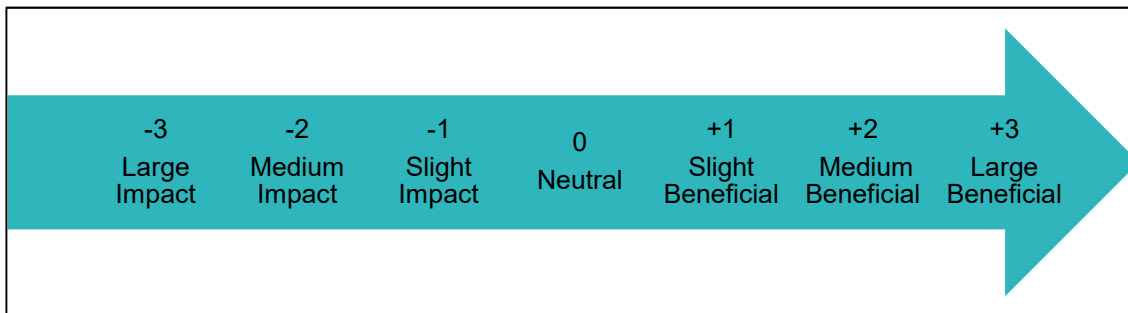 -3
Large
Impact
-2
Medium
Impact
-1
Slight
Impact
0
Neutral
+1
Slight
Beneficial
+2
Medium
Beneficial
+3
Large
Beneficial